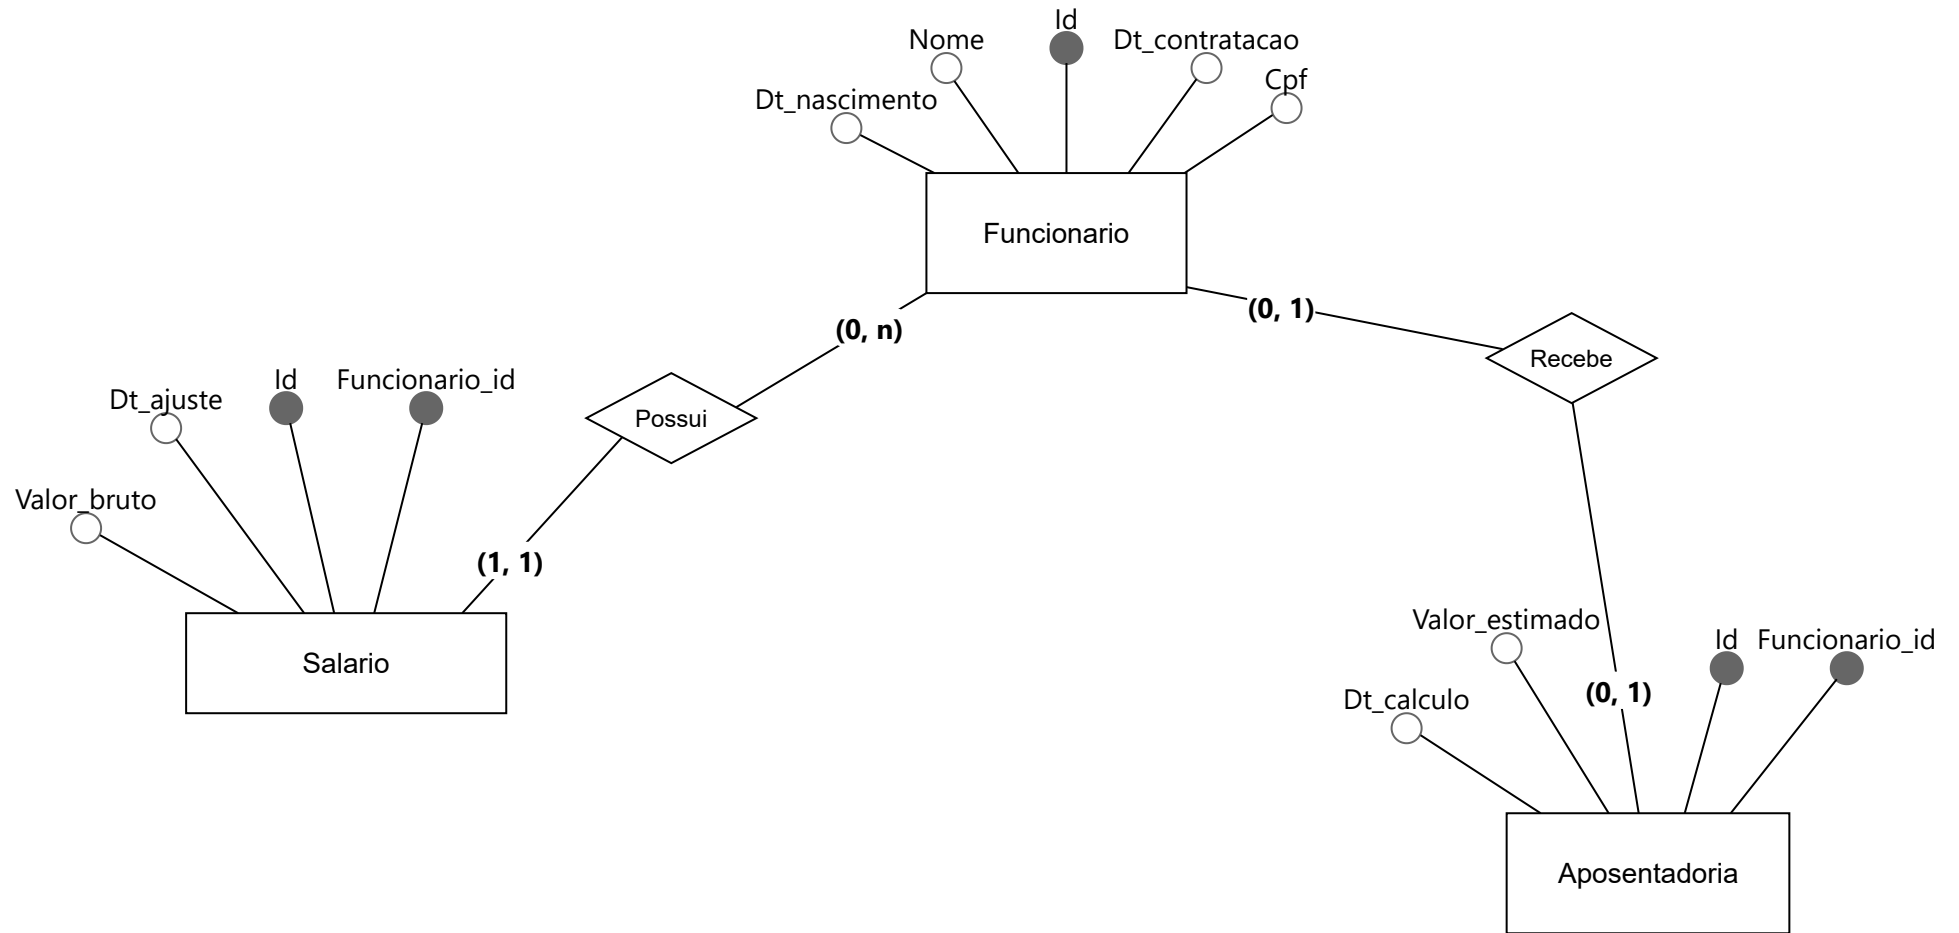 Id
Nome
Dt_contratacao
Cpf
Dt_nascimento
Funcionario
(0, n)
(0, 1)
Recebe
Possui
Id
Funcionario_id
Dt_ajuste
Valor_bruto
(1, 1)
Salario
Valor_estimado
Id
Funcionario_id
(0, 1)
Dt_calculo
Aposentadoria